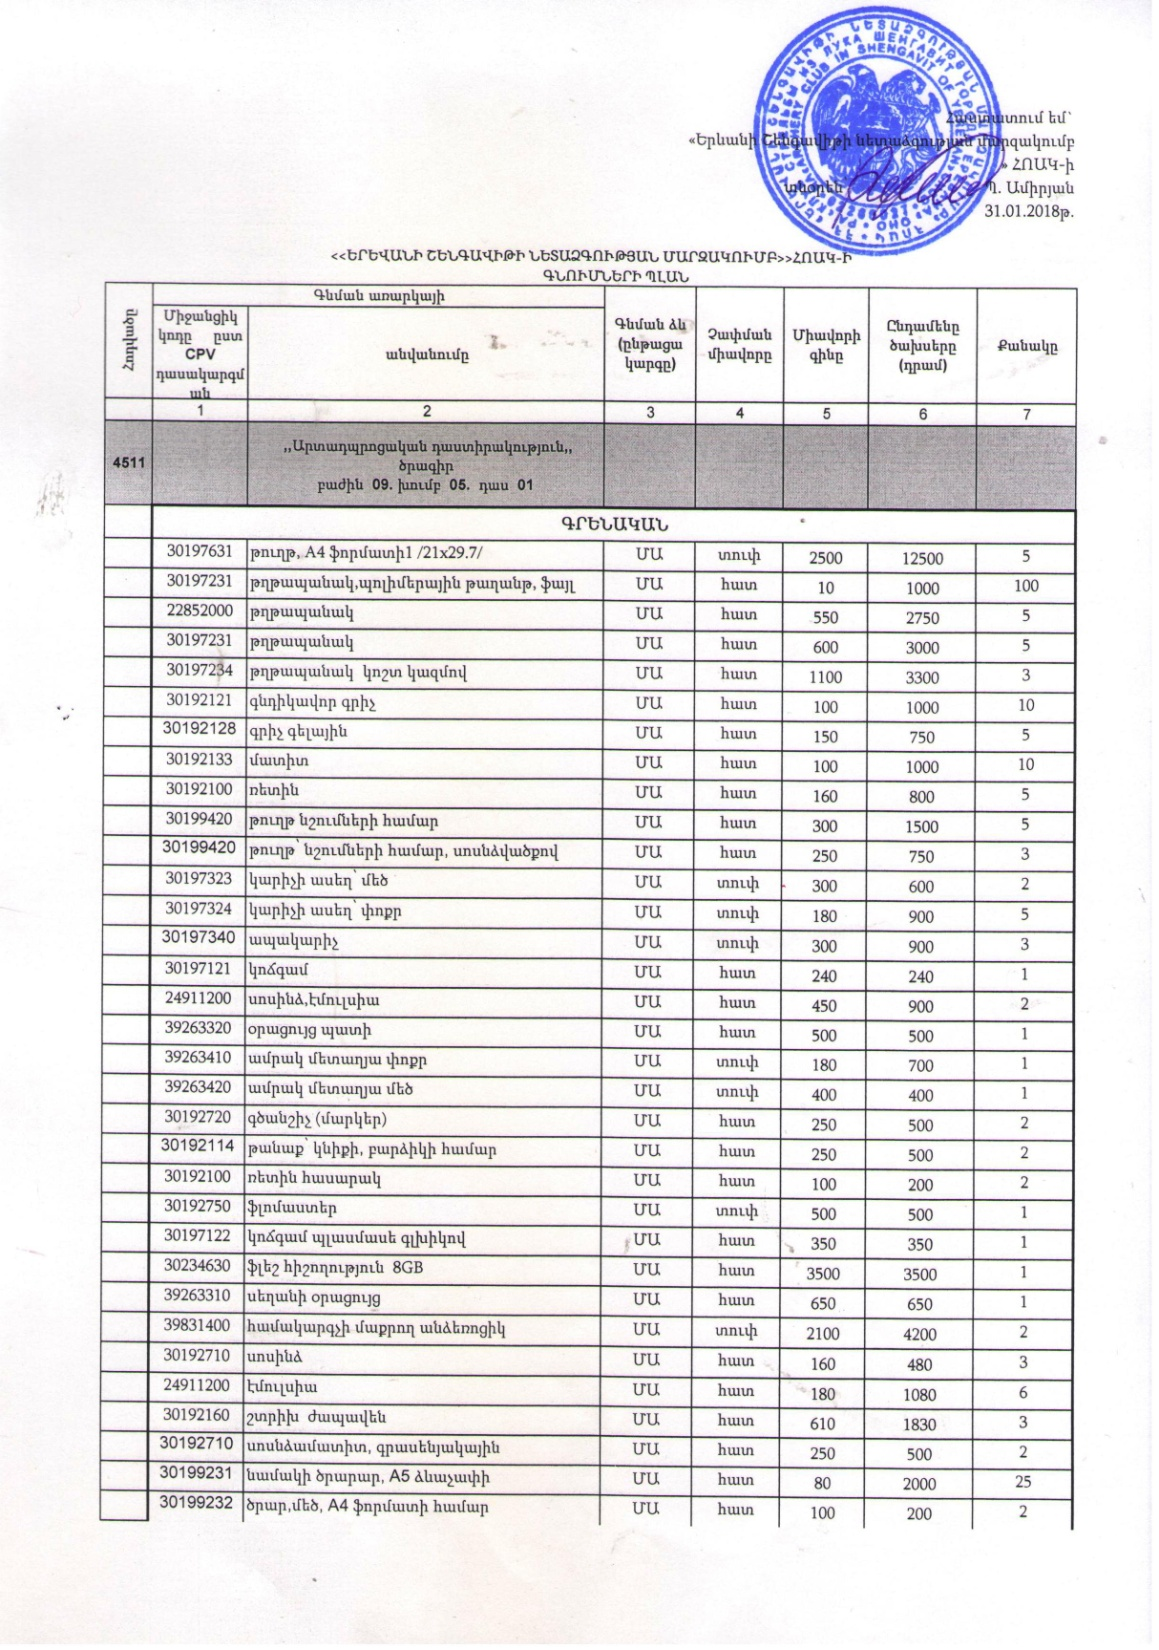 Հաստատում եմ՝
«Երևանի Շենգավիթի նետաձգության մարզակումբ
» ՀՈԱԿ-ի
տնօրեն Պ. Ամիրյան
31.01.2018թ.
<<ԵՐԵՎԱՆԻ ՇԵՆԳԱՎԻԹԻ ՆԵՏԱՁԳՈՒԹՅԱՆ ՄԱՐԶԱԿՈՒՄԲ>>ՀՈԱԿ-Ի
ԳՆՈՒՄՆԵՐԻ ՊԼԱՆ
Հոդվածը
Գնման առարկայի
Միջանցիկ կոդը ըստ CPV դասակարգման
անվանումը
Գնման ձև (ընթացակարգը)
Չափման միավորը
Միավորի գինը
Ընդամենը ծախսերը (դրամ)
Քանակը
1 2 3 4 5 6 7
4511
,,Արտադպրոցական դաստիրակություն,,
ծրագիր
բաժին 09. խումբ 05. դաս 01
ԳՐԵՆԱԿԱՆ
30197631 թուղթ, A4 ֆորմատի1 /21x29.7/ ՄԱ տուփ 2500 12500 5
30197231 թղթապանակ,պոլիմերային թաղանթ, ֆայլ ՄԱ հատ 10 1000 100
22852000 թղթապանակ ՄԱ հատ 550 2750 5
30197231 թղթապանակ ՄԱ հատ 600 3000 5
30197234 թղթապանակ կոշտ կազմով ՄԱ հատ 1100 3300 3
30192121 գնդիկավոր գրիչ ՄԱ հատ 100 1000 10
30192128 գրիչ գելային ՄԱ հատ 150 750 5
30192133 մատիտ ՄԱ հատ 100 1000 10
30192100 ռետին ՄԱ հատ 160 800 5
30199420 թուղթ նշումների համար ՄԱ հատ 300 1500 5
30199420 թուղթ՝ նշումների համար, սոսնձվածքով ՄԱ հատ 250 750 3
30197323 կարիչի ասեղ՝ մեծ ՄԱ տուփ 300 600 2
30197324 կարիչի ասեղ՝ փոքր ՄԱ տուփ 180 900 5
30197340 ապակարիչ ՄԱ տուփ 300 900 3
30197121 կոճգամ ՄԱ հատ 240 240 1
24911200 սոսինձ,էմուլսիա ՄԱ հատ 450 900 2
39263320 օրացույց պատի ՄԱ հատ 500 500 1
39263410 ամրակ մետաղյա փոքր ՄԱ տուփ 180 700 1
39263420 ամրակ մետաղյա մեծ ՄԱ տուփ 400 400 1
30192720 գծանշիչ (մարկեր) ՄԱ հատ 250 500 2
30192114 թանաք՝ կնիքի, բարձիկի համար ՄԱ հատ 250 500 2
30192100 ռետին հասարակ ՄԱ հատ 100 200 2
30192750 ֆլոմաստեր ՄԱ տուփ 500 500 1
30197122 կոճգամ պլասմասե գլխիկով ՄԱ հատ 350 350 1
30234630 ֆլեշ հիշողություն 8GB ՄԱ հատ 3500 3500 1
39263310 սեղանի օրացույց ՄԱ հատ 650 650 1
39831400 համակարգչի մաքրող անձեռոցիկ ՄԱ տուփ 2100 4200 2
30192710 սոսինձ ՄԱ հատ 160 480 3
24911200 էմուլսիա ՄԱ հատ 180 1080 6
30192160 շտրիխ ժապավեն ՄԱ հատ 610 1830 3
30192710 սոսնձամատիտ, գրասենյակային ՄԱ հատ 250 500 2
30199231 նամակի ծրարար, A5 ձևաչափի ՄԱ հատ 80 2000 25
30199232 ծրար,մեծ, A4 ֆորմատի համար ՄԱ հատ 100 200 2